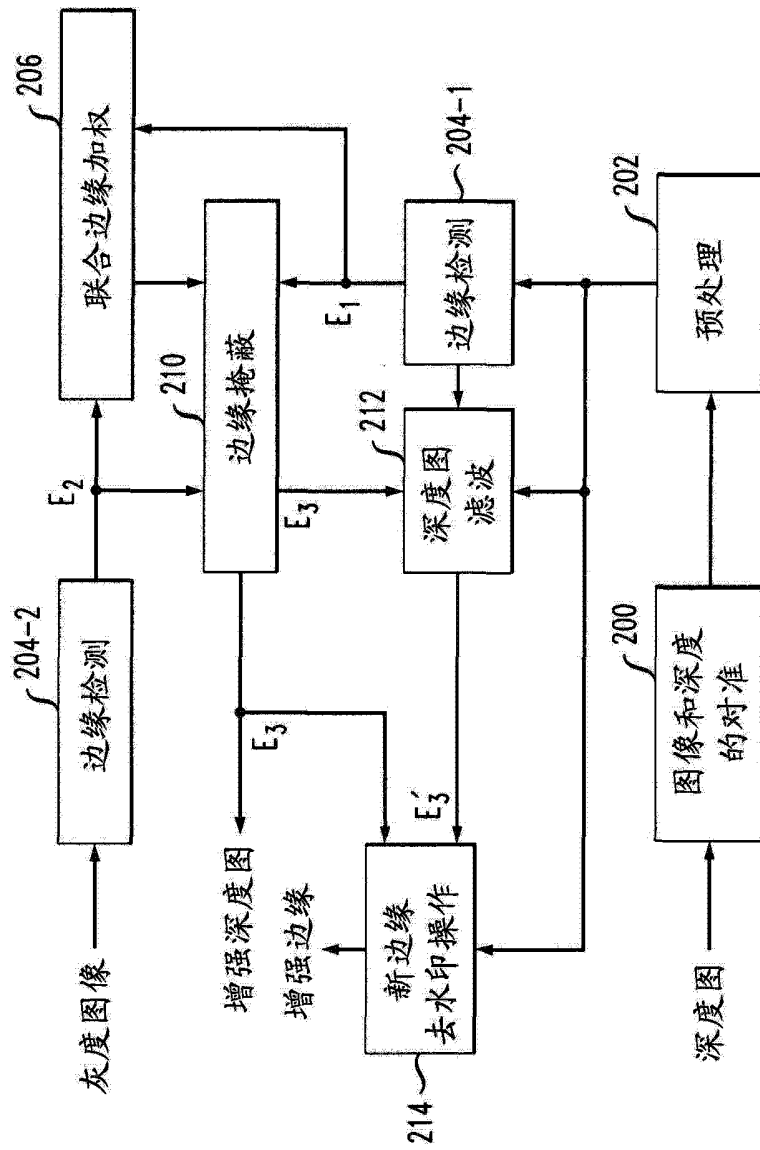 灰度图像
204-2
边缘检测
E2
206
联合边缘加权
增强深度图
增强边缘
E3
210
边缘掩蔽
E3
E1
214
新边缘
去水印操作
E3′
212
深度图
滤波
204-1
边缘检测
深度图
200
图像和深度
的对准
202
预处理